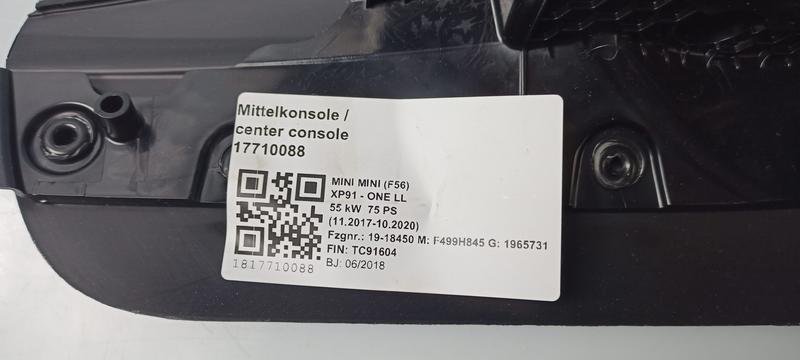 Mittelkonsole /
center console
17710088
MINI MINI (F56)
XP91 - ONE LL
55 kW 75 PS
(11.2017-10.2020)
Fzgnr.: 19-18450 M: F499H845 G: 1965731
FIN: TC91604
BJ: 06/2018
1817710088